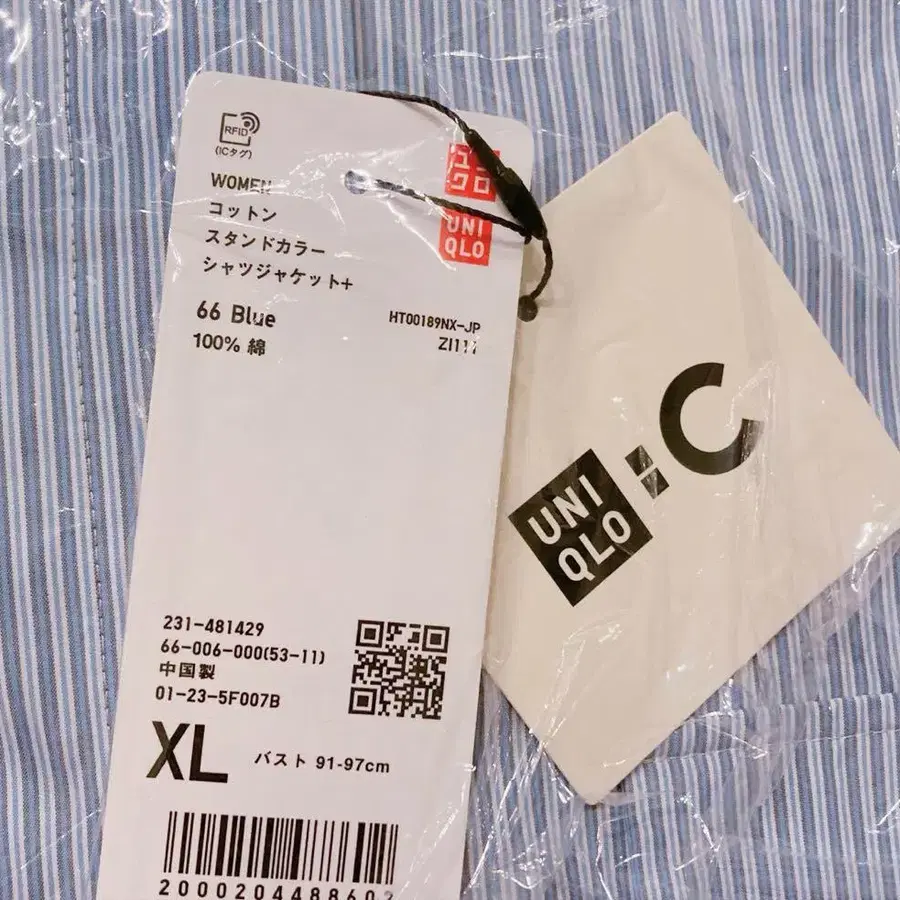 RFID
(ICタグ)
WOMEN
コットン
スタンドカラー
シャツジャケット+
ユニ
クロ
UNI
QLO
66 Blue
100% 綿
HT00189NX-JP
ZI111
UNI
QLO
:C
231-481429
66-006-000(53-11)
中国製
01-23-5F007B
XL
バスト 91-97cm